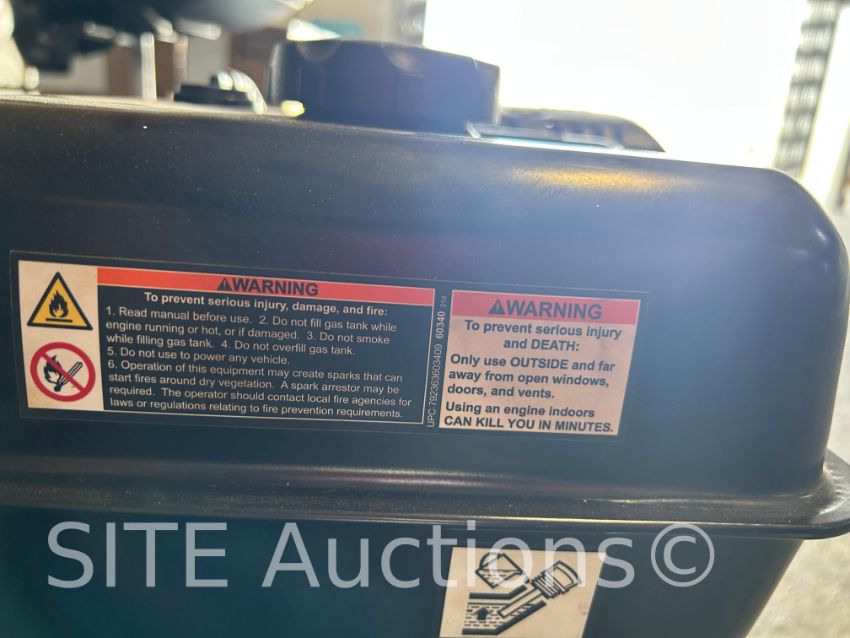 WARNING
To prevent serious injury, damage, and fire:
1. Read manual before use. 2. Do not fill gas tank while
engine running or hot, or if damaged. 3. Do not smoke
while filling gas tank. 4. Do not overfill gas tank.
5. Do not use to power any vehicle.
6. Operation of this equipment may create sparks that can
start fires around dry vegetation. A spark arrestor may be
required. The operator should contact local fire agencies for
laws or regulations relating to fire prevention requirements.
UPC 792363603409 60340 21d
WARNING
To prevent serious injury
and DEATH:
Only use OUTSIDE and far
away from open windows,
doors, and vents.
Using an engine indoors
CAN KILL YOU IN MINUTES.
SITE Auctions©